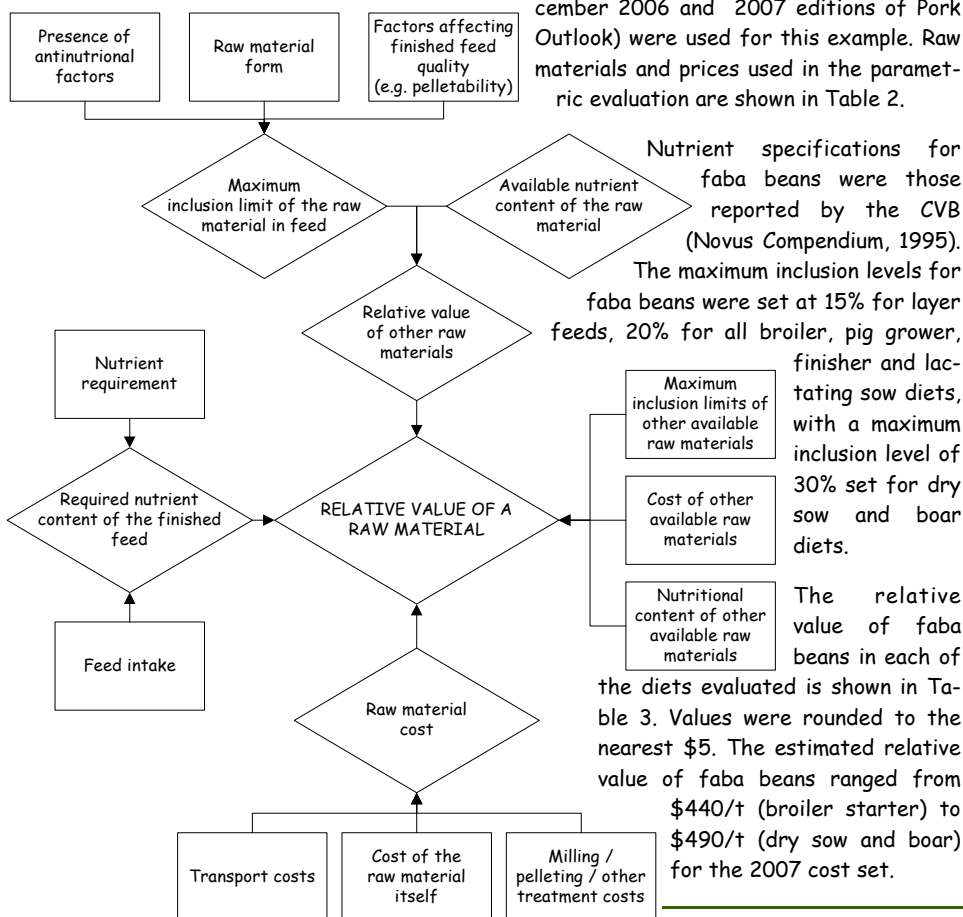 Presence of
antinutrional
factors
Raw material
form
Factors affecting
finished feed
quality
(e.g. pelletability)
Maximum
inclusion limit of the raw
material in feed
Available nutrient
content of the raw
material
Relative value
of other raw
materials
Nutrient
requirement
Required nutrient
content of the finished
feed
Feed intake
RELATIVE VALUE OF A
RAW MATERIAL
Maximum
inclusion limits of
other available
raw materials
Cost of other
available raw
materials
Nutritional
content of other
available raw
materials
Raw material
cost
Transport costs
Cost of the
raw material
itself
Milling /
pelleting / other
treatment costs
cember 2006 and 2007 editions of Pork
Outlook) were used for this example. Raw
materials and prices used in the paramet-
ric evaluation are shown in Table 2.
Nutrient specifications for
faba beans were those
reported by the CVB
(Novus Compendium, 1995).
The maximum inclusion levels for
faba beans were set at 15% for layer
feeds, 20% for all broiler, pig grower,
finisher and lac-
tating sow diets,
with a maximum
inclusion level of
30% set for dry
sow and boar
diets.
The relative
value of faba
beans in each of
the diets evaluated is shown in Ta-
ble 3. Values were rounded to the
nearest $5. The estimated relative
value of faba beans ranged from
$440/t (broiler starter) to
$490/t (dry sow and boar)
for the 2007 cost set.